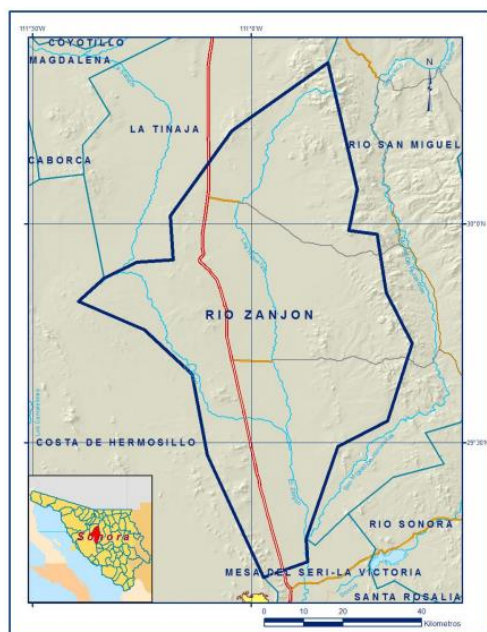 111°30'W
111°0'W
COYOTILLO
MAGDALENA
N
LA TINAJA
RIO SAN MIGUEL
CABORCA
30°0'N
RIO ZANJON
COSTA DE HERMOSILLO
29°30'N
Sonora
RIO SONORA
MESA DEL SERI-LA VICTORIA
SANTA ROSALIA
0 10 20 40
Kilometros